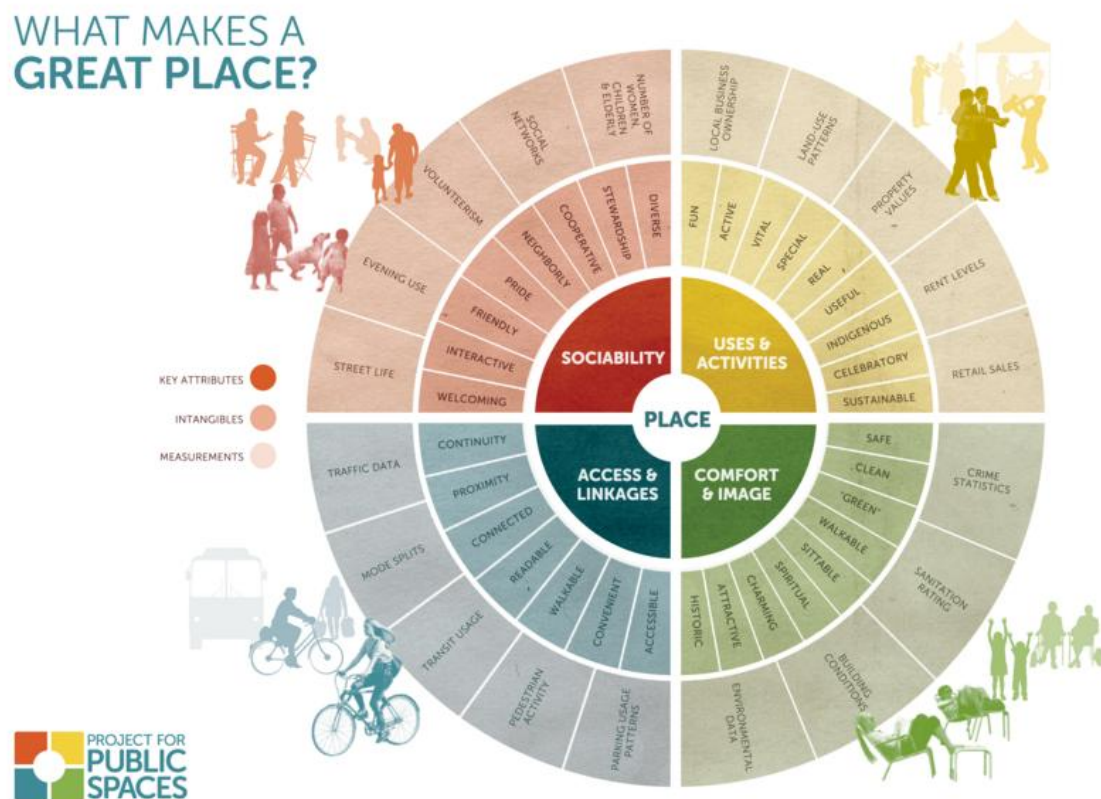 WHAT MAKES A
GREAT PLACE?
KEY ATTRIBUTES
INTANGIBLES
MEASUREMENTS
PLACE
SOCIABILITY
WELCOMING
INTERACTIVE
FRIENDLY
PRIDE
NEIGHBORLY
COOPERATIVE
STEWARDSHIP
DIVERSE
STREET LIFE
EVENING USE
VOLUNTEERISM
SOCIAL
NETWORKS
NUMBER OF
WOMEN,
CHILDREN
& ELDERLY
USES &
ACTIVITIES
FUN
ACTIVE
VITAL
SPECIAL
REAL
USEFUL
INDIGENOUS
CELEBRATORY
SUSTAINABLE
LOCAL BUSINESS
OWNERSHIP
LAND-USE
PATTERNS
PROPERTY
VALUES
RENT LEVELS
RETAIL SALES
ACCESS &
LINKAGES
CONTINUITY
PROXIMITY
CONNECTED
READABLE
WALKABLE
CONVENIENT
ACCESSIBLE
TRAFFIC DATA
MODE SPLITS
TRANSIT USAGE
PEDESTRIAN
ACTIVITY
PARKING USAGE
PATTERNS
COMFORT
& IMAGE
SAFE
CLEAN
"GREEN"
WALKABLE
SITTABLE
SPIRITUAL
CHARMING
ATTRACTIVE
HISTORIC
CRIME
STATISTICS
SANITATION
RATING
BUILDING
CONDITIONS
ENVIRONMENTAL
DATA
PROJECT FOR
PUBLIC
SPACES